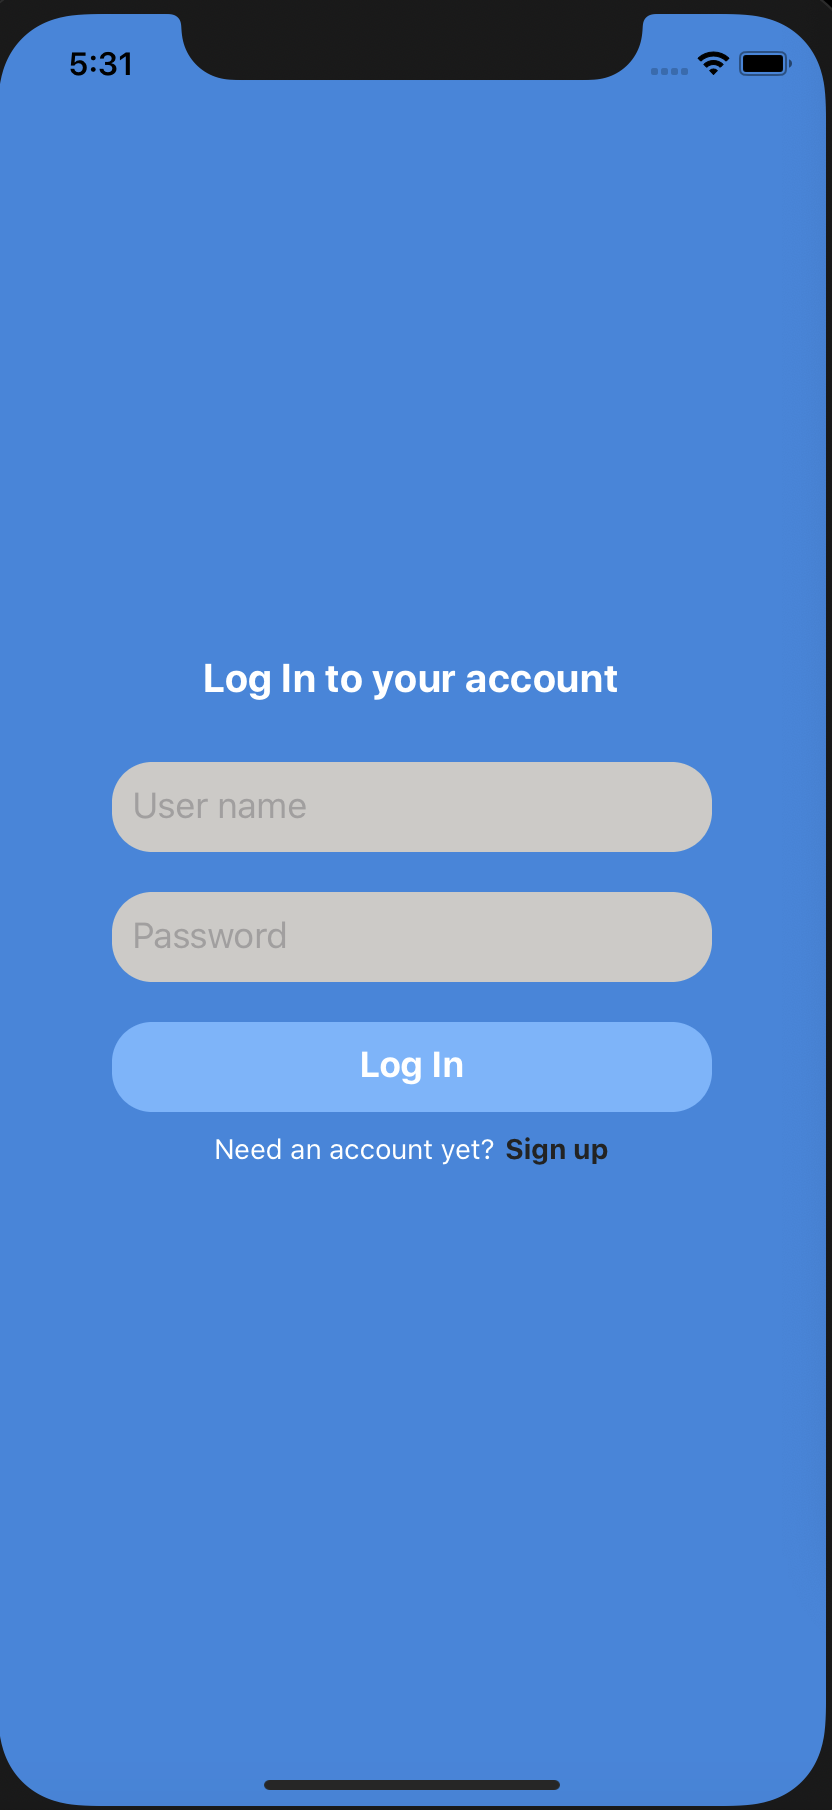 5:31
Log In to your account
User name
Password
Log In
Need an account yet? Sign up